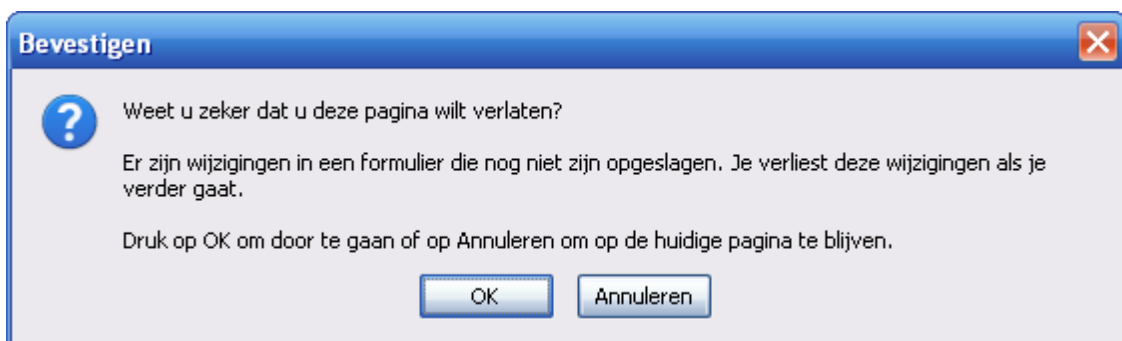 Bevestigen
Weet u zeker dat u deze pagina wilt verlaten?
Er zijn wijzigingen in een formulier die nog niet zijn opgeslagen. Je verliest deze wijzigingen als je
verder gaat.
Druk op OK om door te gaan of op Annuleren om op de huidige pagina te blijven.
OK
Annuleren